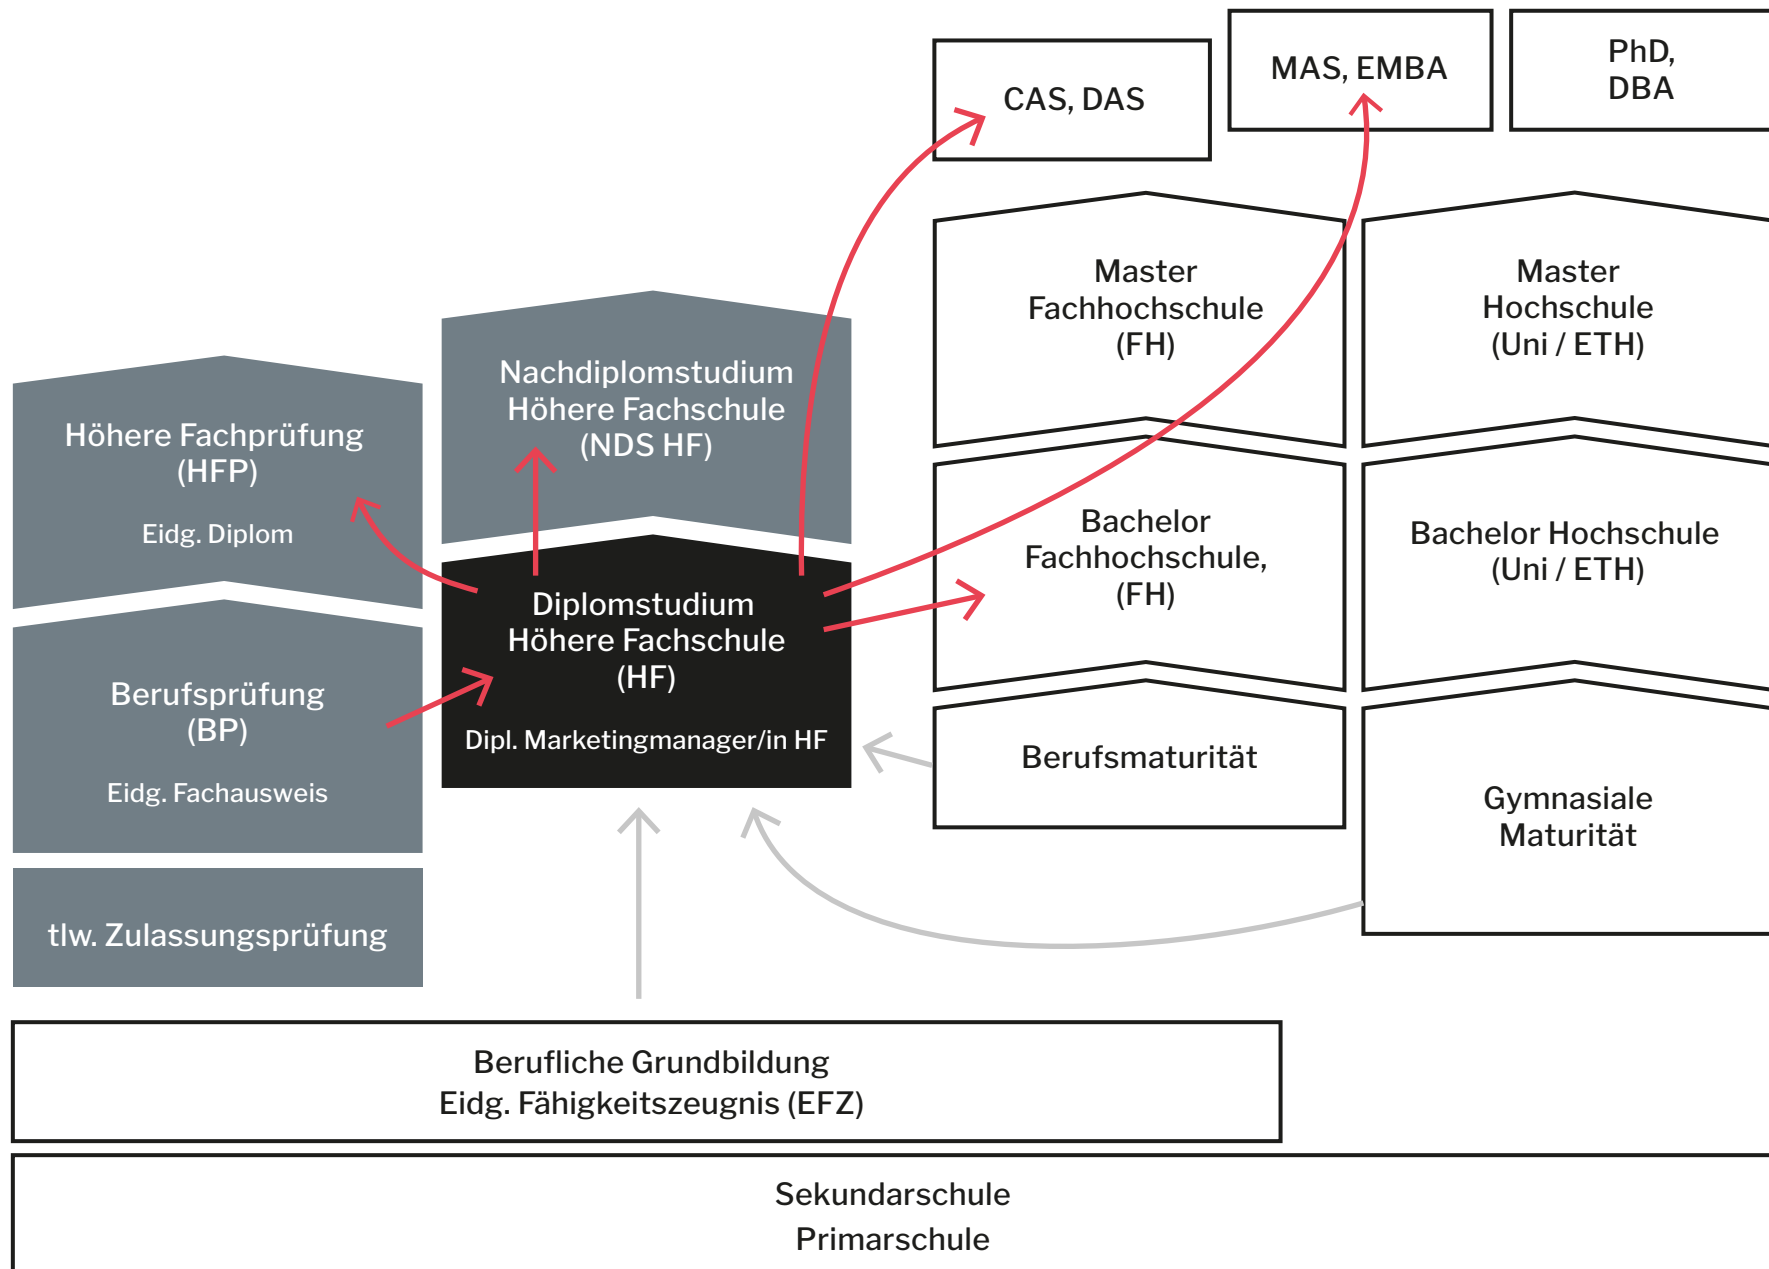 CAS, DAS
MAS, EMBA
PhD,
DBA
Master
Fachhochschule
(FH)
Master
Hochschule
(Uni / ETH)
Nachdiplomstudium
Höhere Fachschule
(NDS HF)
Höhere Fachprüfung
(HFP)
Eidg. Diplom
Bachelor
Fachhochschule,
(FH)
Bachelor Hochschule
(Uni / ETH)
Diplomstudium
Höhere Fachschule
(HF)
Dipl. Marketingmanager/in HF
Berufsprüfung
(BP)
Eidg. Fachausweis
Berufsmaturität
Gymnasiale
Maturität
tlw. Zulassungsprüfung
Berufliche Grundbildung
Eidg. Fähigkeitszeugnis (EFZ)
Sekundarschule
Primarschule